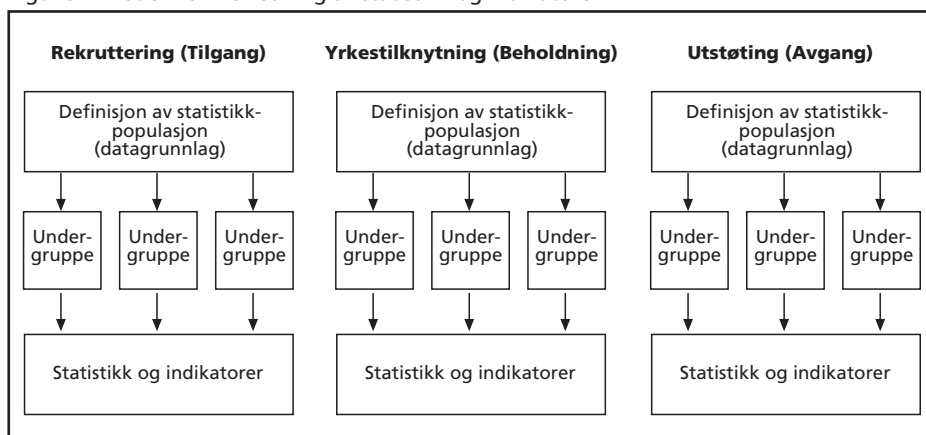 Rekruttering (Tilgang)
Definisjon av statistikk-
populasjon
(datagrunnlag)
Under-
gruppe
Under-
gruppe
Under-
gruppe
Statistikk og indikatorer
Yrkestilknytning (Beholdning)
Definisjon av statistikk-
populasjon
(datagrunnlag)
Under-
gruppe
Under-
gruppe
Under-
gruppe
Statistikk og indikatorer
Utstøting (Avgang)
Definisjon av statistikk-
populasjon
(datagrunnlag)
Under-
gruppe
Under-
gruppe
Under-
gruppe
Statistikk og indikatorer